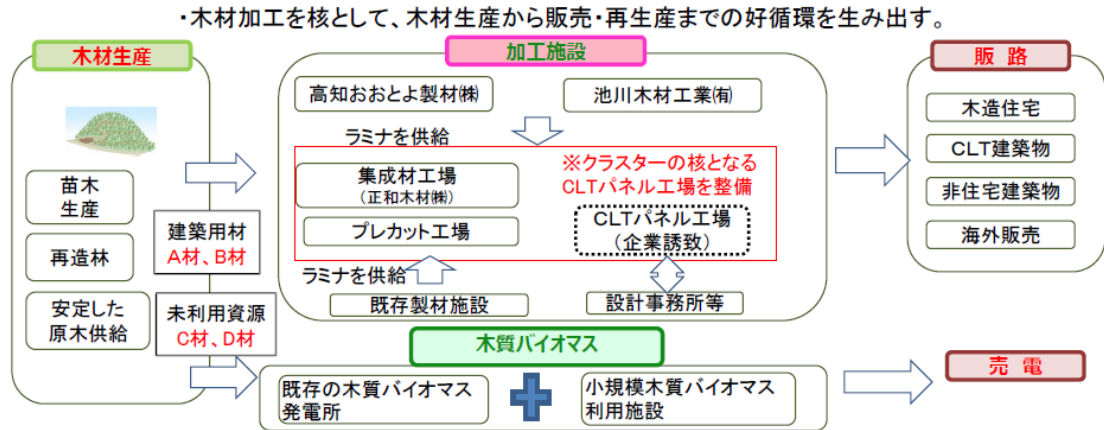 ・木材加工を核として、木材生産から販売・再生産までの好循環を生み出す。
木材生産
苗木
生産
再造林
安定した
原木供給
建築用材
A材、B材
未利用資源
C材、D材
加工施設
高知おおとよ製材㈱
池川木材工業㈲
ラミナを供給
集成材工場
(正和木材㈱)
プレカット工場
※クラスターの核となる
CLTパネル工場を整備
CLTパネル工場
(企業誘致)
ラミナを供給
既存製材施設
設計事務所等
木質バイオマス
既存の木質バイオマス
発電所
小規模木質バイオマス
利用施設
販 路
木造住宅
CLT建築物
非住宅建築物
海外販売
売 電